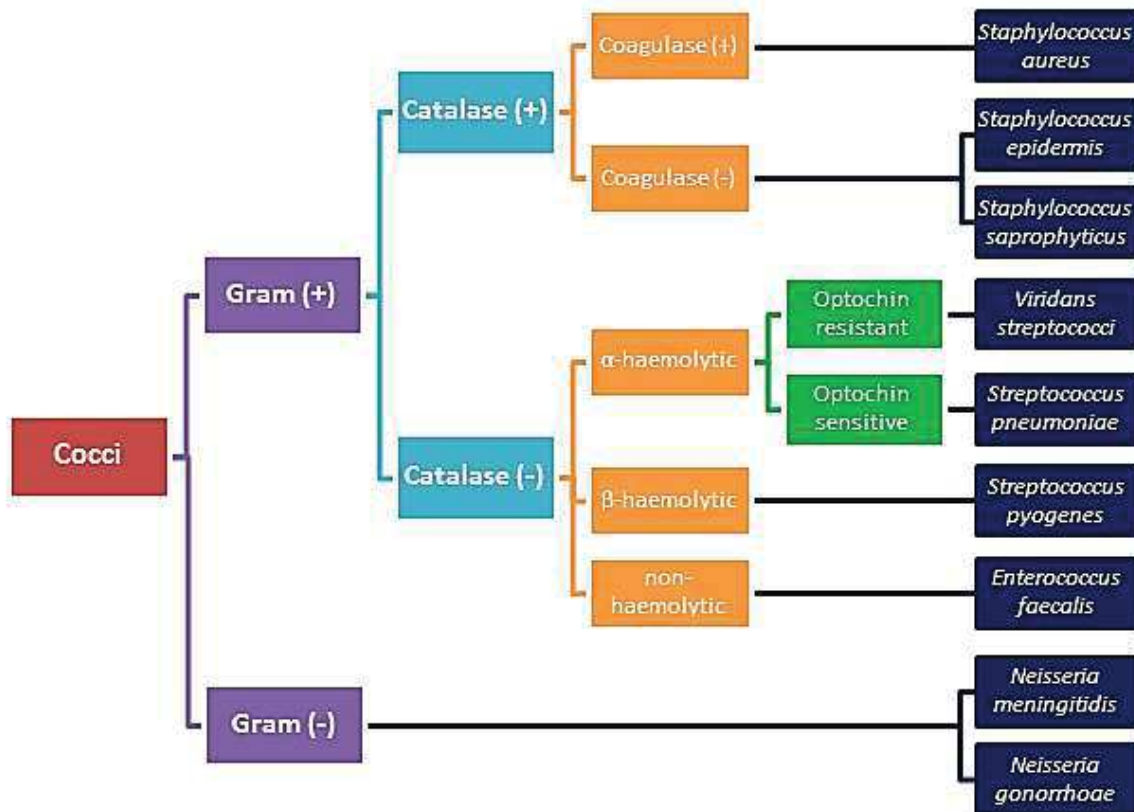 Cocci
Gram (+)
Gram (-)
Catalase (+)
Catalase (-)
Coagulase (+)
Coagulase (-)
α-haemolytic
β-haemolytic
non-
haemolytic
Optochin
resistant
Optochin
sensitive
Staphylococcus
aureus
Staphylococcus
epidermis
Staphylococcus
saprophyticus
Viridans
streptococci
Streptococcus
pneumoniae
Streptococcus
pyogenes
Enterococcus
faecalis
Neisseria
meningitidis
Neisseria
gonorrhoae